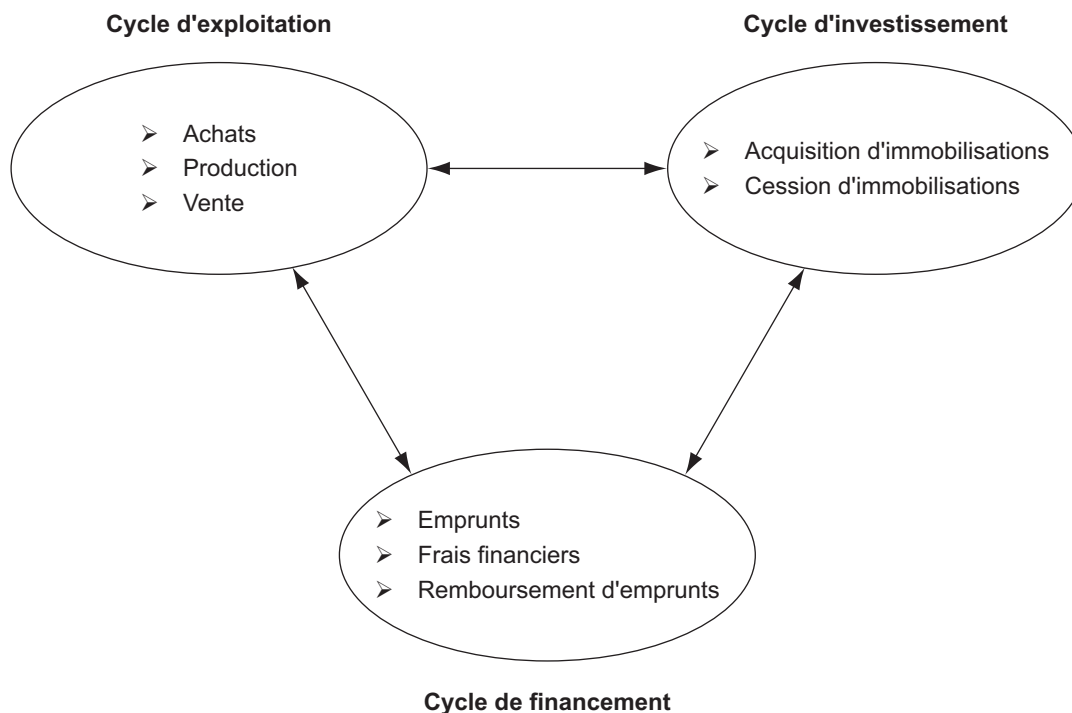 Cycle d'exploitation
Achats
Production
Vente
Cycle d'investissement
Acquisition d'immobilisations
Cession d'immobilisations
Emprunts
Frais financiers
Remboursement d'emprunts
Cycle de financement